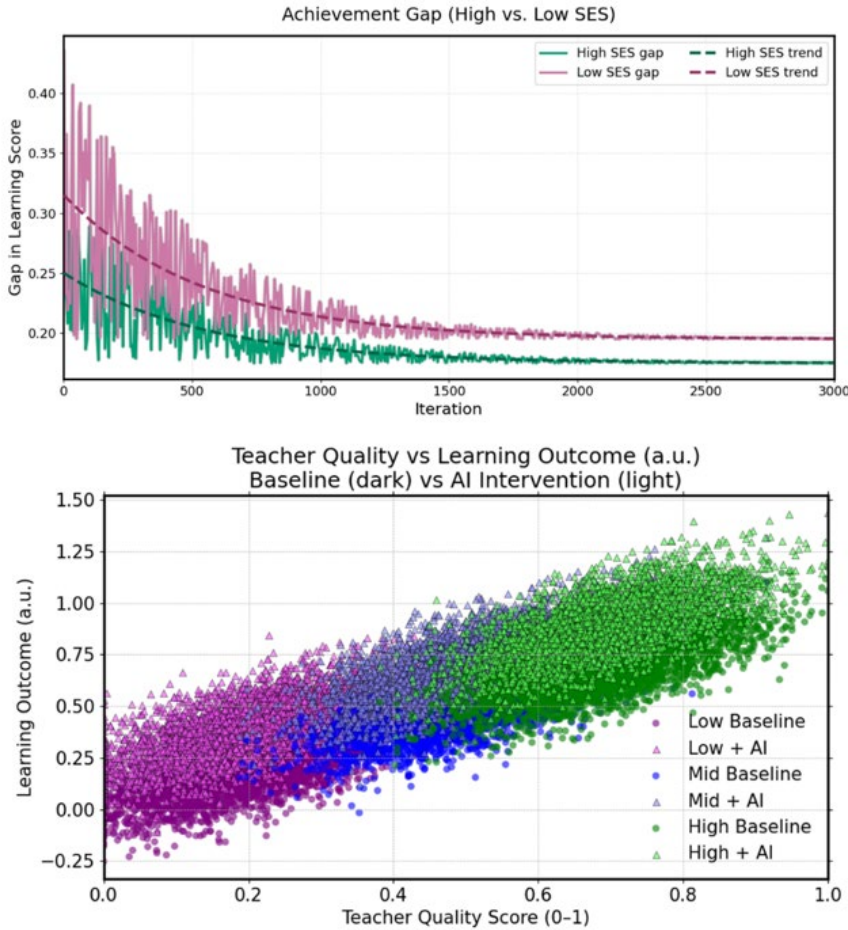 Achievement Gap (High vs. Low SES)
High SES gap
Low SES gap
High SES trend
Low SES trend
0.40
0.35
0.30
0.25
0.20
Gap in Learning Score
0
500
1000
1500
2000
2500
3000
Iteration
Teacher Quality vs Learning Outcome (a.u.)
Baseline (dark) vs AI Intervention (light)
1.50
1.25
1.00
0.75
0.50
0.25
0.00
−0.25
Learning Outcome (a.u.)
Low Baseline
Low + AI
Mid Baseline
Mid + AI
High Baseline
High + AI
0.0
0.2
0.4
0.6
0.8
1.0
Teacher Quality Score (0–1)